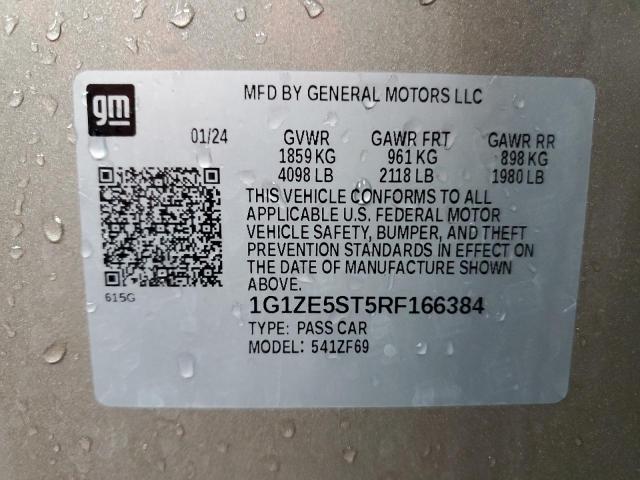 gm
MFD BY GENERAL MOTORS LLC
01/24 GVWR GAWR FRT GAWR RR
1859 KG 961 KG 898 KG
4098 LB 2118 LB 1980 LB
THIS VEHICLE CONFORMS TO ALL
APPLICABLE U.S. FEDERAL MOTOR
VEHICLE SAFETY, BUMPER, AND THEFT
PREVENTION STANDARDS IN EFFECT ON
THE DATE OF MANUFACTURE SHOWN
ABOVE.
615G
1G1ZE5ST5RF166384
TYPE: PASS CAR
MODEL: 541ZF69